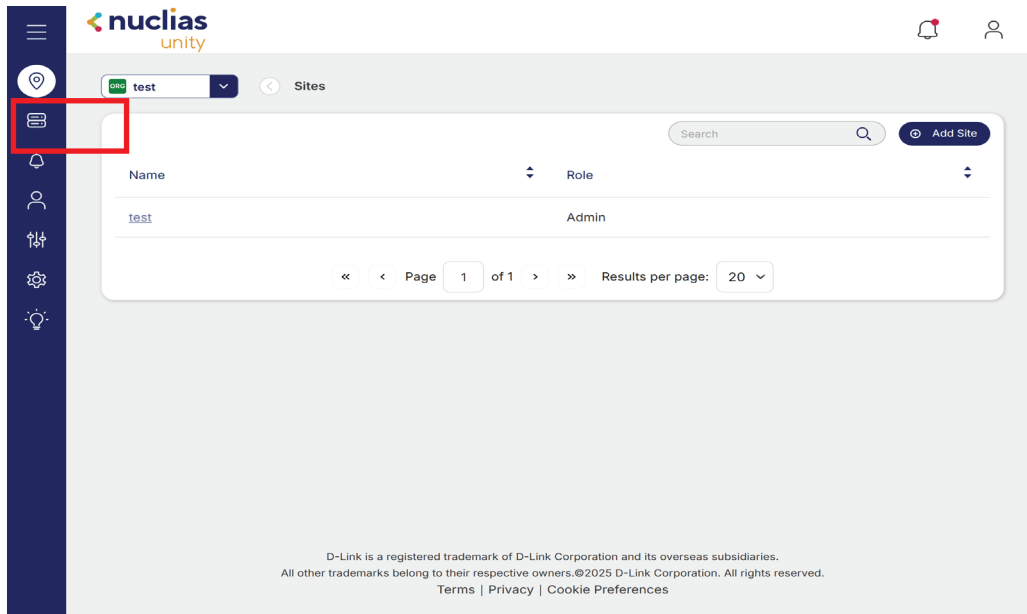 nuclias
unity
ORG test
Sites
Search
Add Site
Name
Role
test
Admin
« ‹ Page 1 of 1 › » Results per page: 20
D-Link is a registered trademark of D-Link Corporation and its overseas subsidiaries.
All other trademarks belong to their respective owners.©2025 D-Link Corporation. All rights reserved.
Terms | Privacy | Cookie Preferences